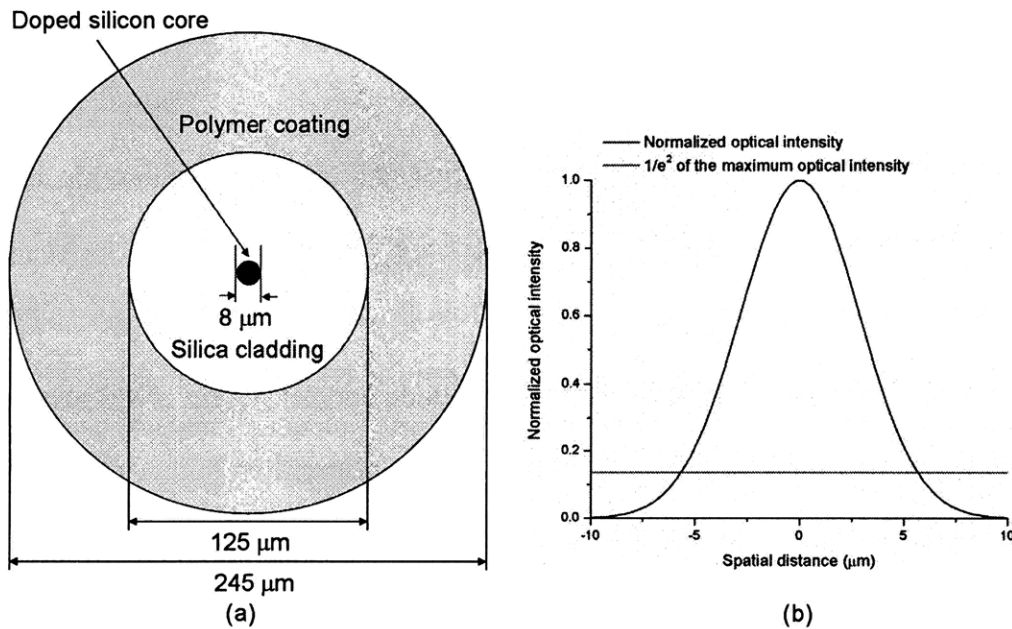 Doped silicon core
Polymer coating
8 μm
Silica cladding
125 μm
245 μm
(a)
Normalized optical intensity
1/e² of the maximum optical intensity
Normalized optical intensity
1.0
0.8
0.6
0.4
0.2
0.0
-10
-5
0
5
10
Spatial distance (μm)
(b)